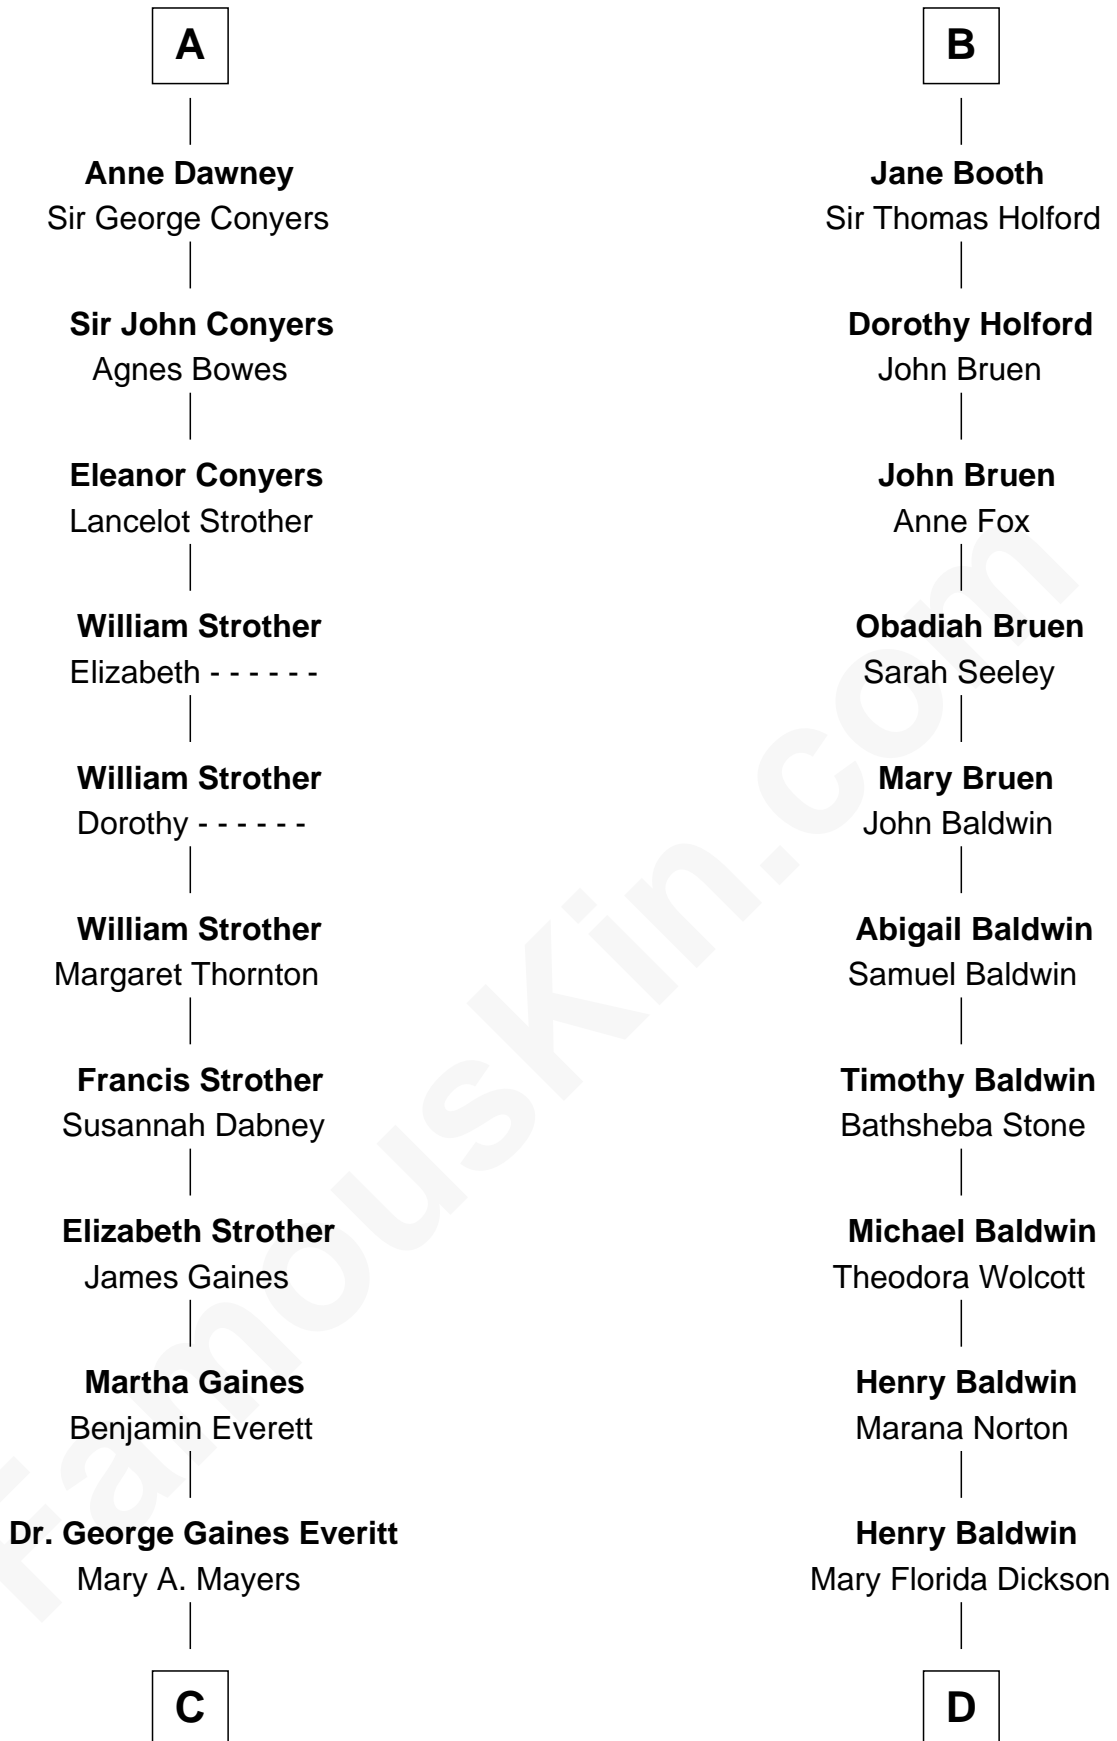 A
Anne Dawney
Sir George Conyers
Sir John Conyers
Agnes Bowes
Eleanor Conyers
Lancelot Strother
William Strother
Elizabeth - - - - - -
William Strother
Dorothy - - - - - -
William Strother
Margaret Thornton
Francis Strother
Susannah Dabney
Elizabeth Strother
James Gaines
Martha Gaines
Benjamin Everett
Dr. George Gaines Everitt
Mary A. Mayers
C
B
Jane Booth
Sir Thomas Holford
Dorothy Holford
John Bruen
John Bruen
Anne Fox
Obadiah Bruen
Sarah Seeley
Mary Bruen
John Baldwin
Abigail Baldwin
Samuel Baldwin
Timothy Baldwin
Bathsheba Stone
Michael Baldwin
Theodora Wolcott
Henry Baldwin
Marana Norton
Henry Baldwin
Mary Florida Dickson
D
FamousKin.com